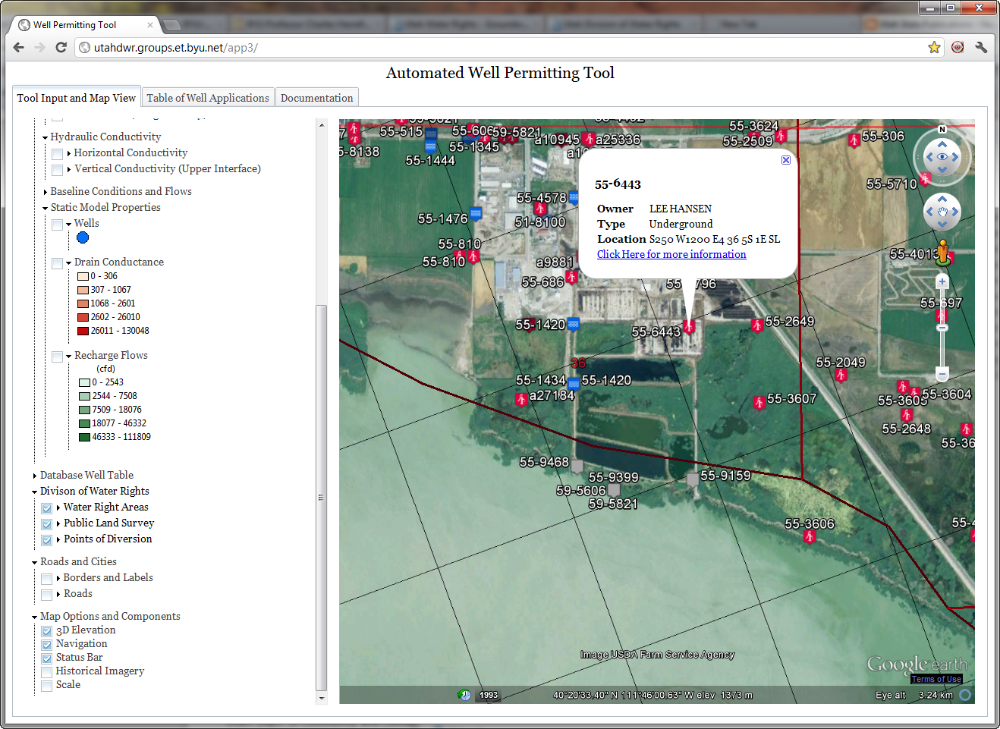 Well Permitting Tool
New Tab
utahdwr.groups.et.byu.net/app3/
Automated Well Permitting Tool
Tool Input and Map View
Table of Well Applications
Documentation
Hydraulic Conductivity
Horizontal Conductivity
Vertical Conductivity (Upper Interface)
Baseline Conditions and Flows
Static Model Properties
Wells
Drain Conductance
0 - 306
307 - 1067
1068 - 2601
2602 - 26010
26011 - 130048
Recharge Flows
(cfd)
0 - 2543
2544 - 7508
7509 - 18076
18077 - 46332
46333 - 111809
Database Well Table
Divison of Water Rights
Water Right Areas
Public Land Survey
Points of Diversion
Roads and Cities
Borders and Labels
Roads
Map Options and Components
3D Elevation
Navigation
Status Bar
Historical Imagery
Scale
55-515
59-5821
a10945
a25336
55-3624
55-2509
55-306
55-1345
55-1444
N
55-5710
55-6443
Owner LEE HANSEN
Type Underground
Location S250 W1200 E4 36 5S 1E SL
Click Here for more information
55-4578
51-8100
55-1476
55-810
55-810
a9881
55-686
55-4013
55-697
55-1420
55-6443
55-2649
36
55-2049
55-1434
55-1420
a27184
55-3607
55-3605
55-3604
55-2648
55-9468
55-9399
59-5606
59-5821
55-9159
55-3606
Image USDA Farm Service Agency
Google earth
Terms of Use
1993
40°20'33.40" N 111°46'00.63" W elev 1373 m
Eye alt 3.24 km